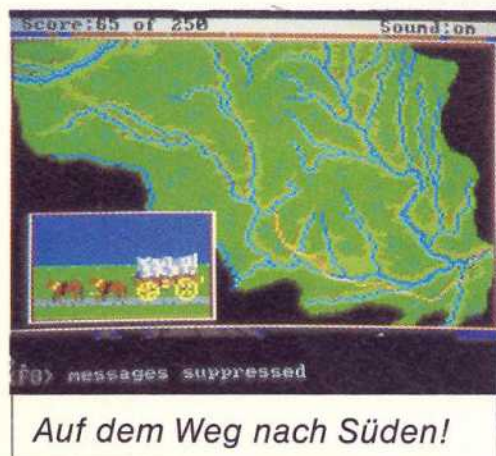 Score:65 of 250 Sound:on
<f8> messages suppressed
Auf dem Weg nach Süden!